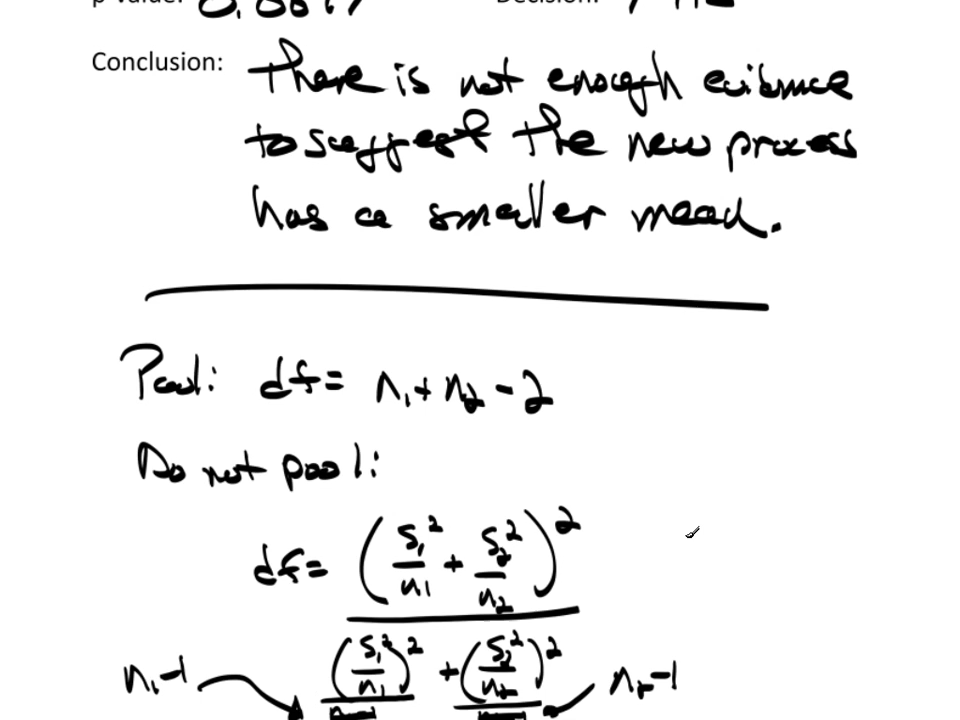 p-value:
Decision:
Conclusion: There is not enough evidence
to suggest the new process
has a smaller mean.
Pool: df = n₁ + n₂ - 2
Do not pool:
df = (s₁²/n₁ + s₂²/n₂)²
(s₁²/n₁)² + (s₂²/n₂)²
n₁-1 n₂-1